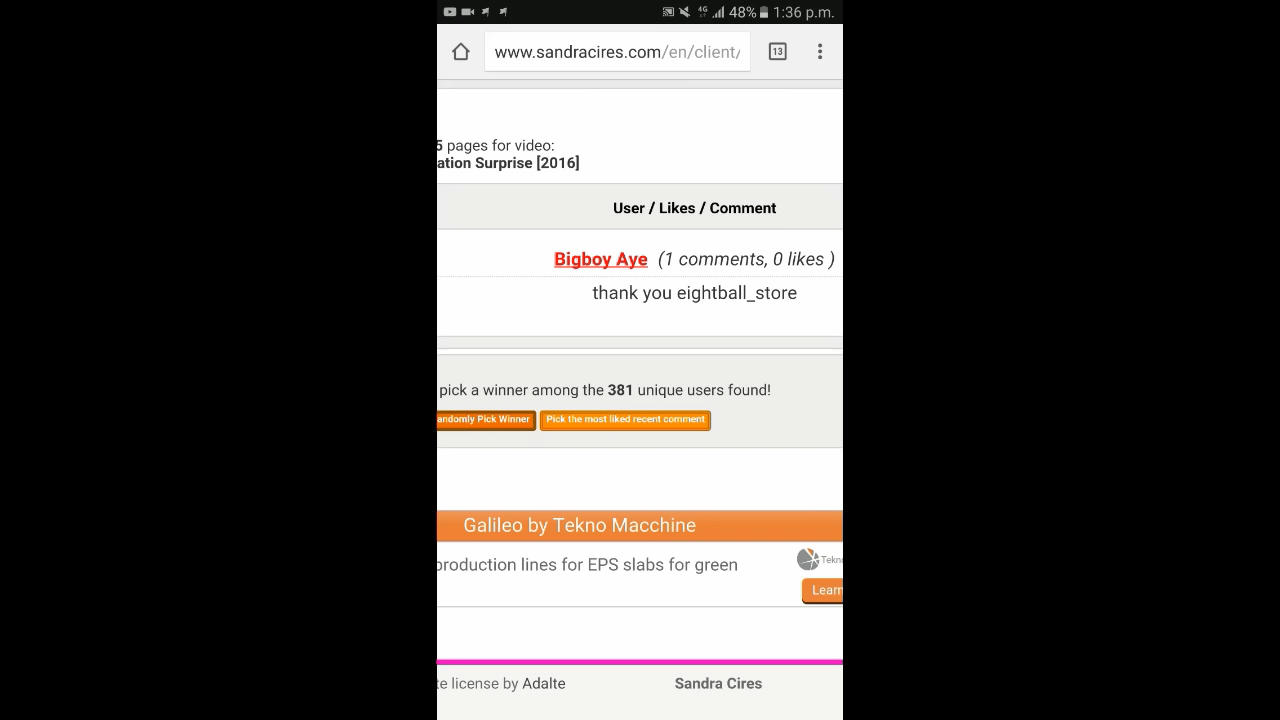 4G 48% 1:36 p.m.
www.sandracires.com/en/client/ 13
5 pages for video:
ation Surprise [2016]
User / Likes / Comment
Bigboy Aye (1 comments, 0 likes )
thank you eightball_store
pick a winner among the 381 unique users found!
andomly Pick Winner Pick the most liked recent comment
Galileo by Tekno Macchine
production lines for EPS slabs for green
Tekn
Learn
te license by Adalte Sandra Cires